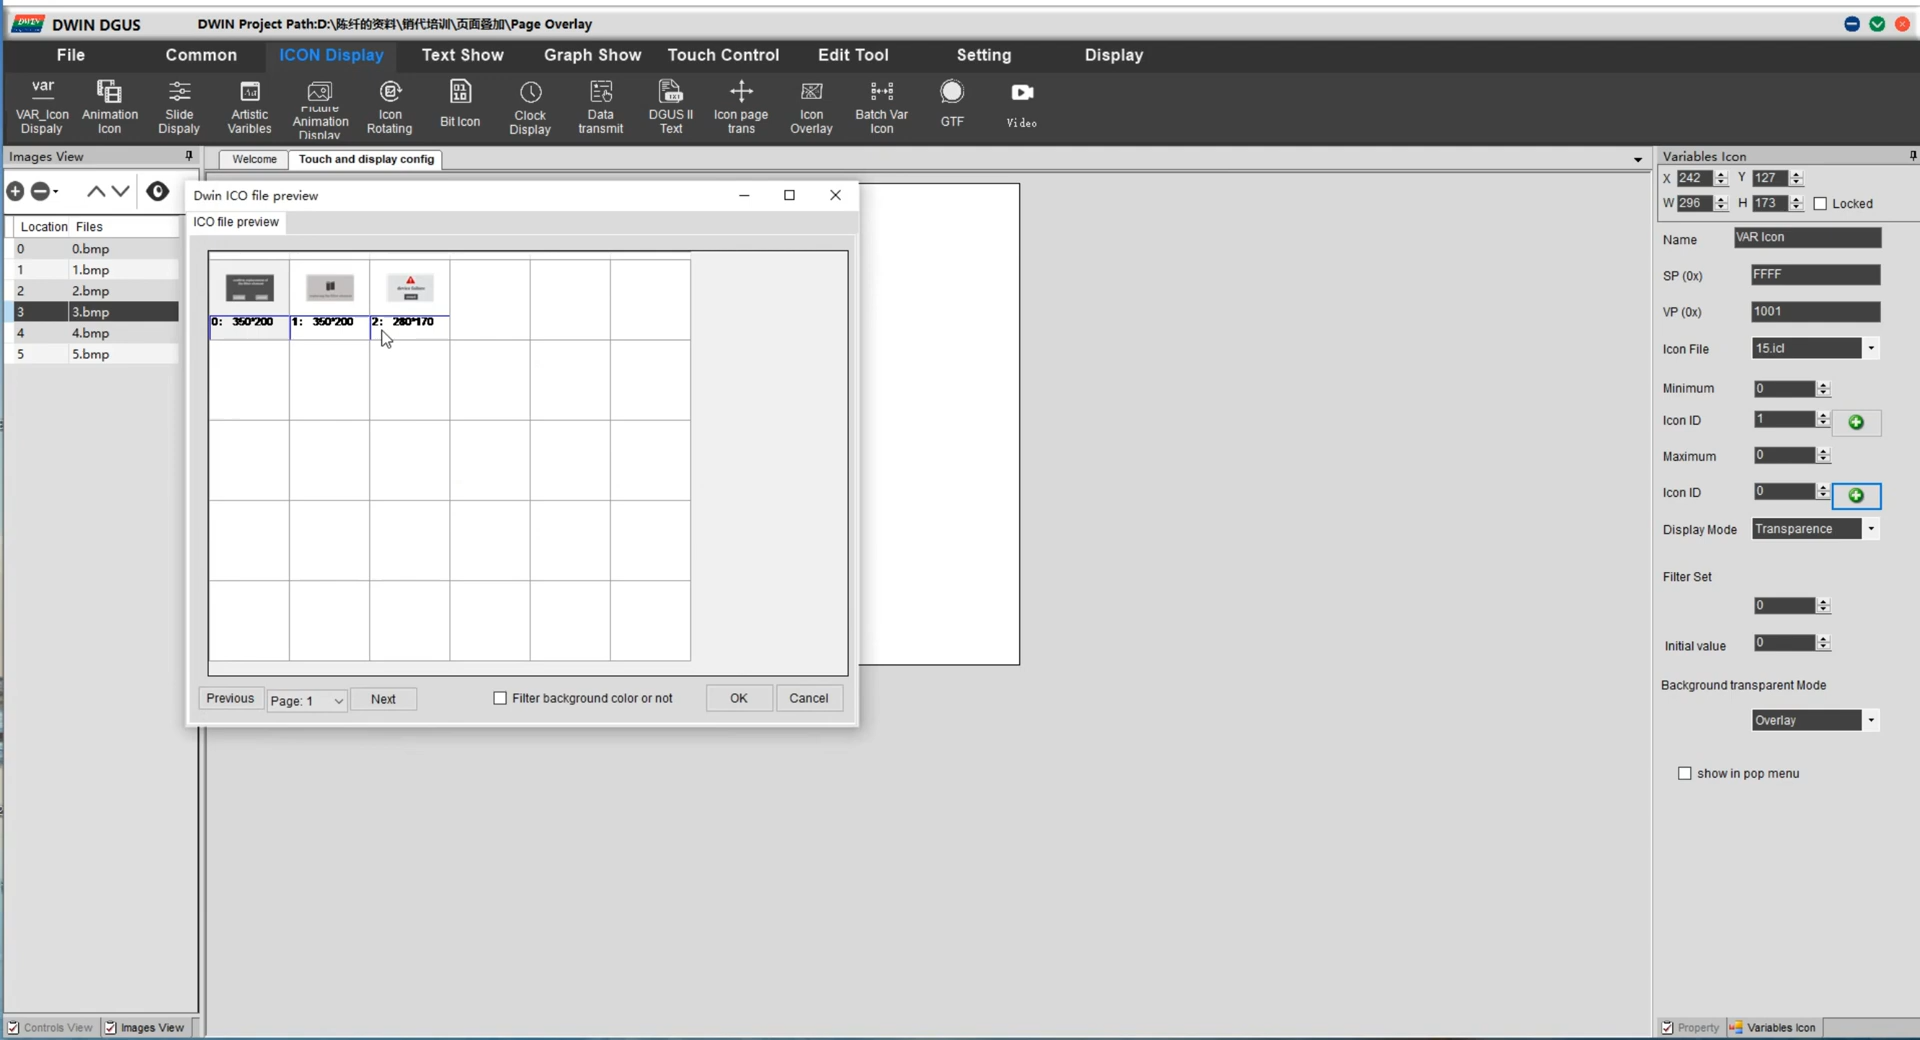 DWIN DGUS
DWIN Project Path:D:\陈纤的资料\销代培训\页面叠加\Page Overlay
File Common ICON Display Text Show Graph Show Touch Control Edit Tool Setting Display
VAR_Icon Dispaly
Animation Icon
Slide Dispaly
Artistic Varibles
Picture Animation Display
Icon Rotating
Bit Icon
Clock Display
Data transmit
DGUS II Text
Icon page trans
Icon Overlay
Batch Var Icon
GTF
Video
Images View
Location Files
0 0.bmp
1 1.bmp
2 2.bmp
3 3.bmp
4 4.bmp
5 5.bmp
Controls View Images View
Welcome Touch and display config
Dwin ICO file preview
ICO file preview
device failure
0: 350*200 1: 350*200 2: 280*170
Previous Page: 1 Next Filter background color or not OK Cancel
Variables Icon
X 242 Y 127
W 296 H 173 Locked
Name VAR Icon
SP (0x) FFFF
VP (0x) 1001
Icon File 15.icl
Minimum 0
Icon ID 1
Maximum 0
Icon ID 0
Display Mode Transparence
Filter Set
0
Initial value 0
Background transparent Mode
Overlay
show in pop menu
Property Variables Icon